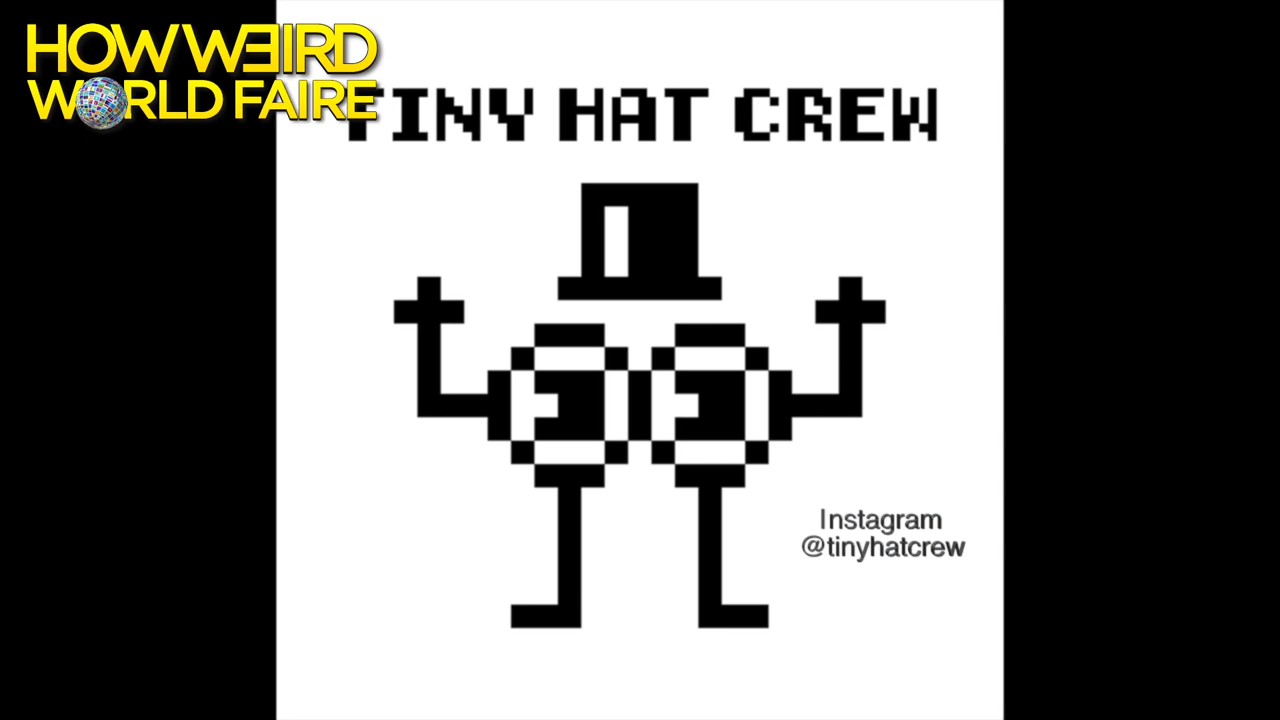 HOW WEIRD
WORLD FAIRE
TINY HAT CREW
Instagram
@tinyhatcrew